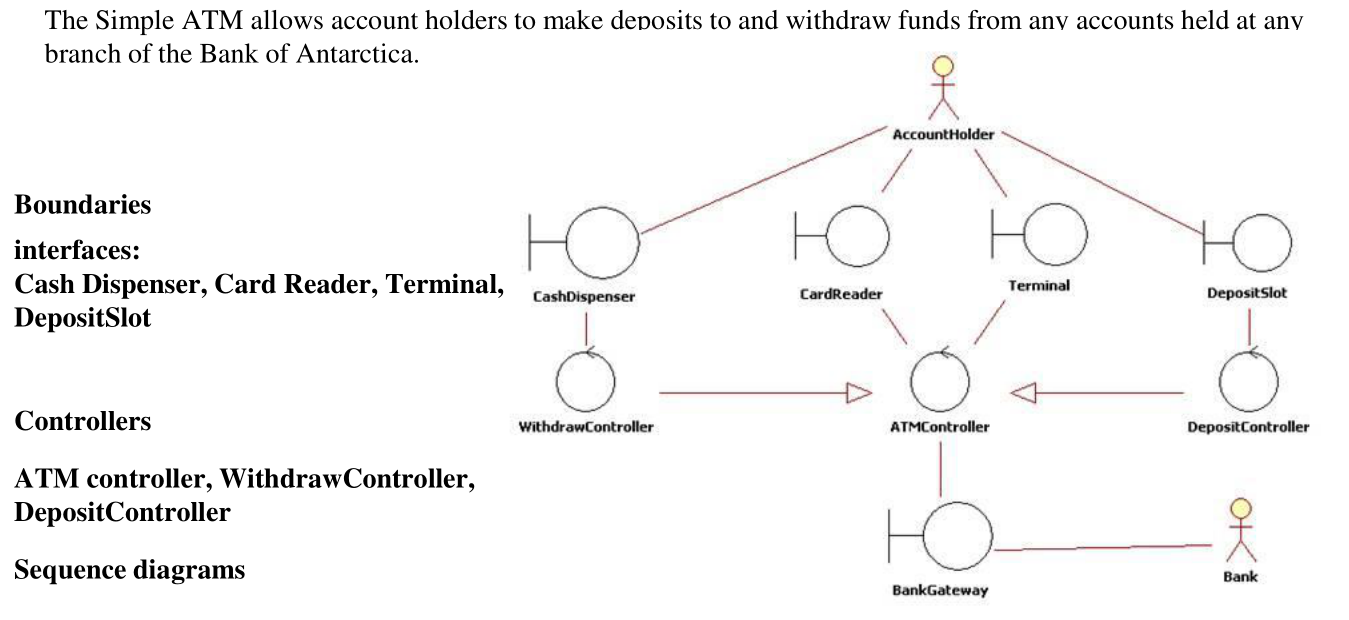 The Simple ATM allows account holders to make deposits to and withdraw funds from any accounts held at any
branch of the Bank of Antarctica.
AccountHolder
Boundaries
interfaces:
Cash Dispenser, Card Reader, Terminal,
DepositSlot
CashDispenser
CardReader
Terminal
DepositSlot
Controllers
WithdrawController
ATMController
DepositController
ATM controller, WithdrawController,
DepositController
Sequence diagrams
BankGateway
Bank